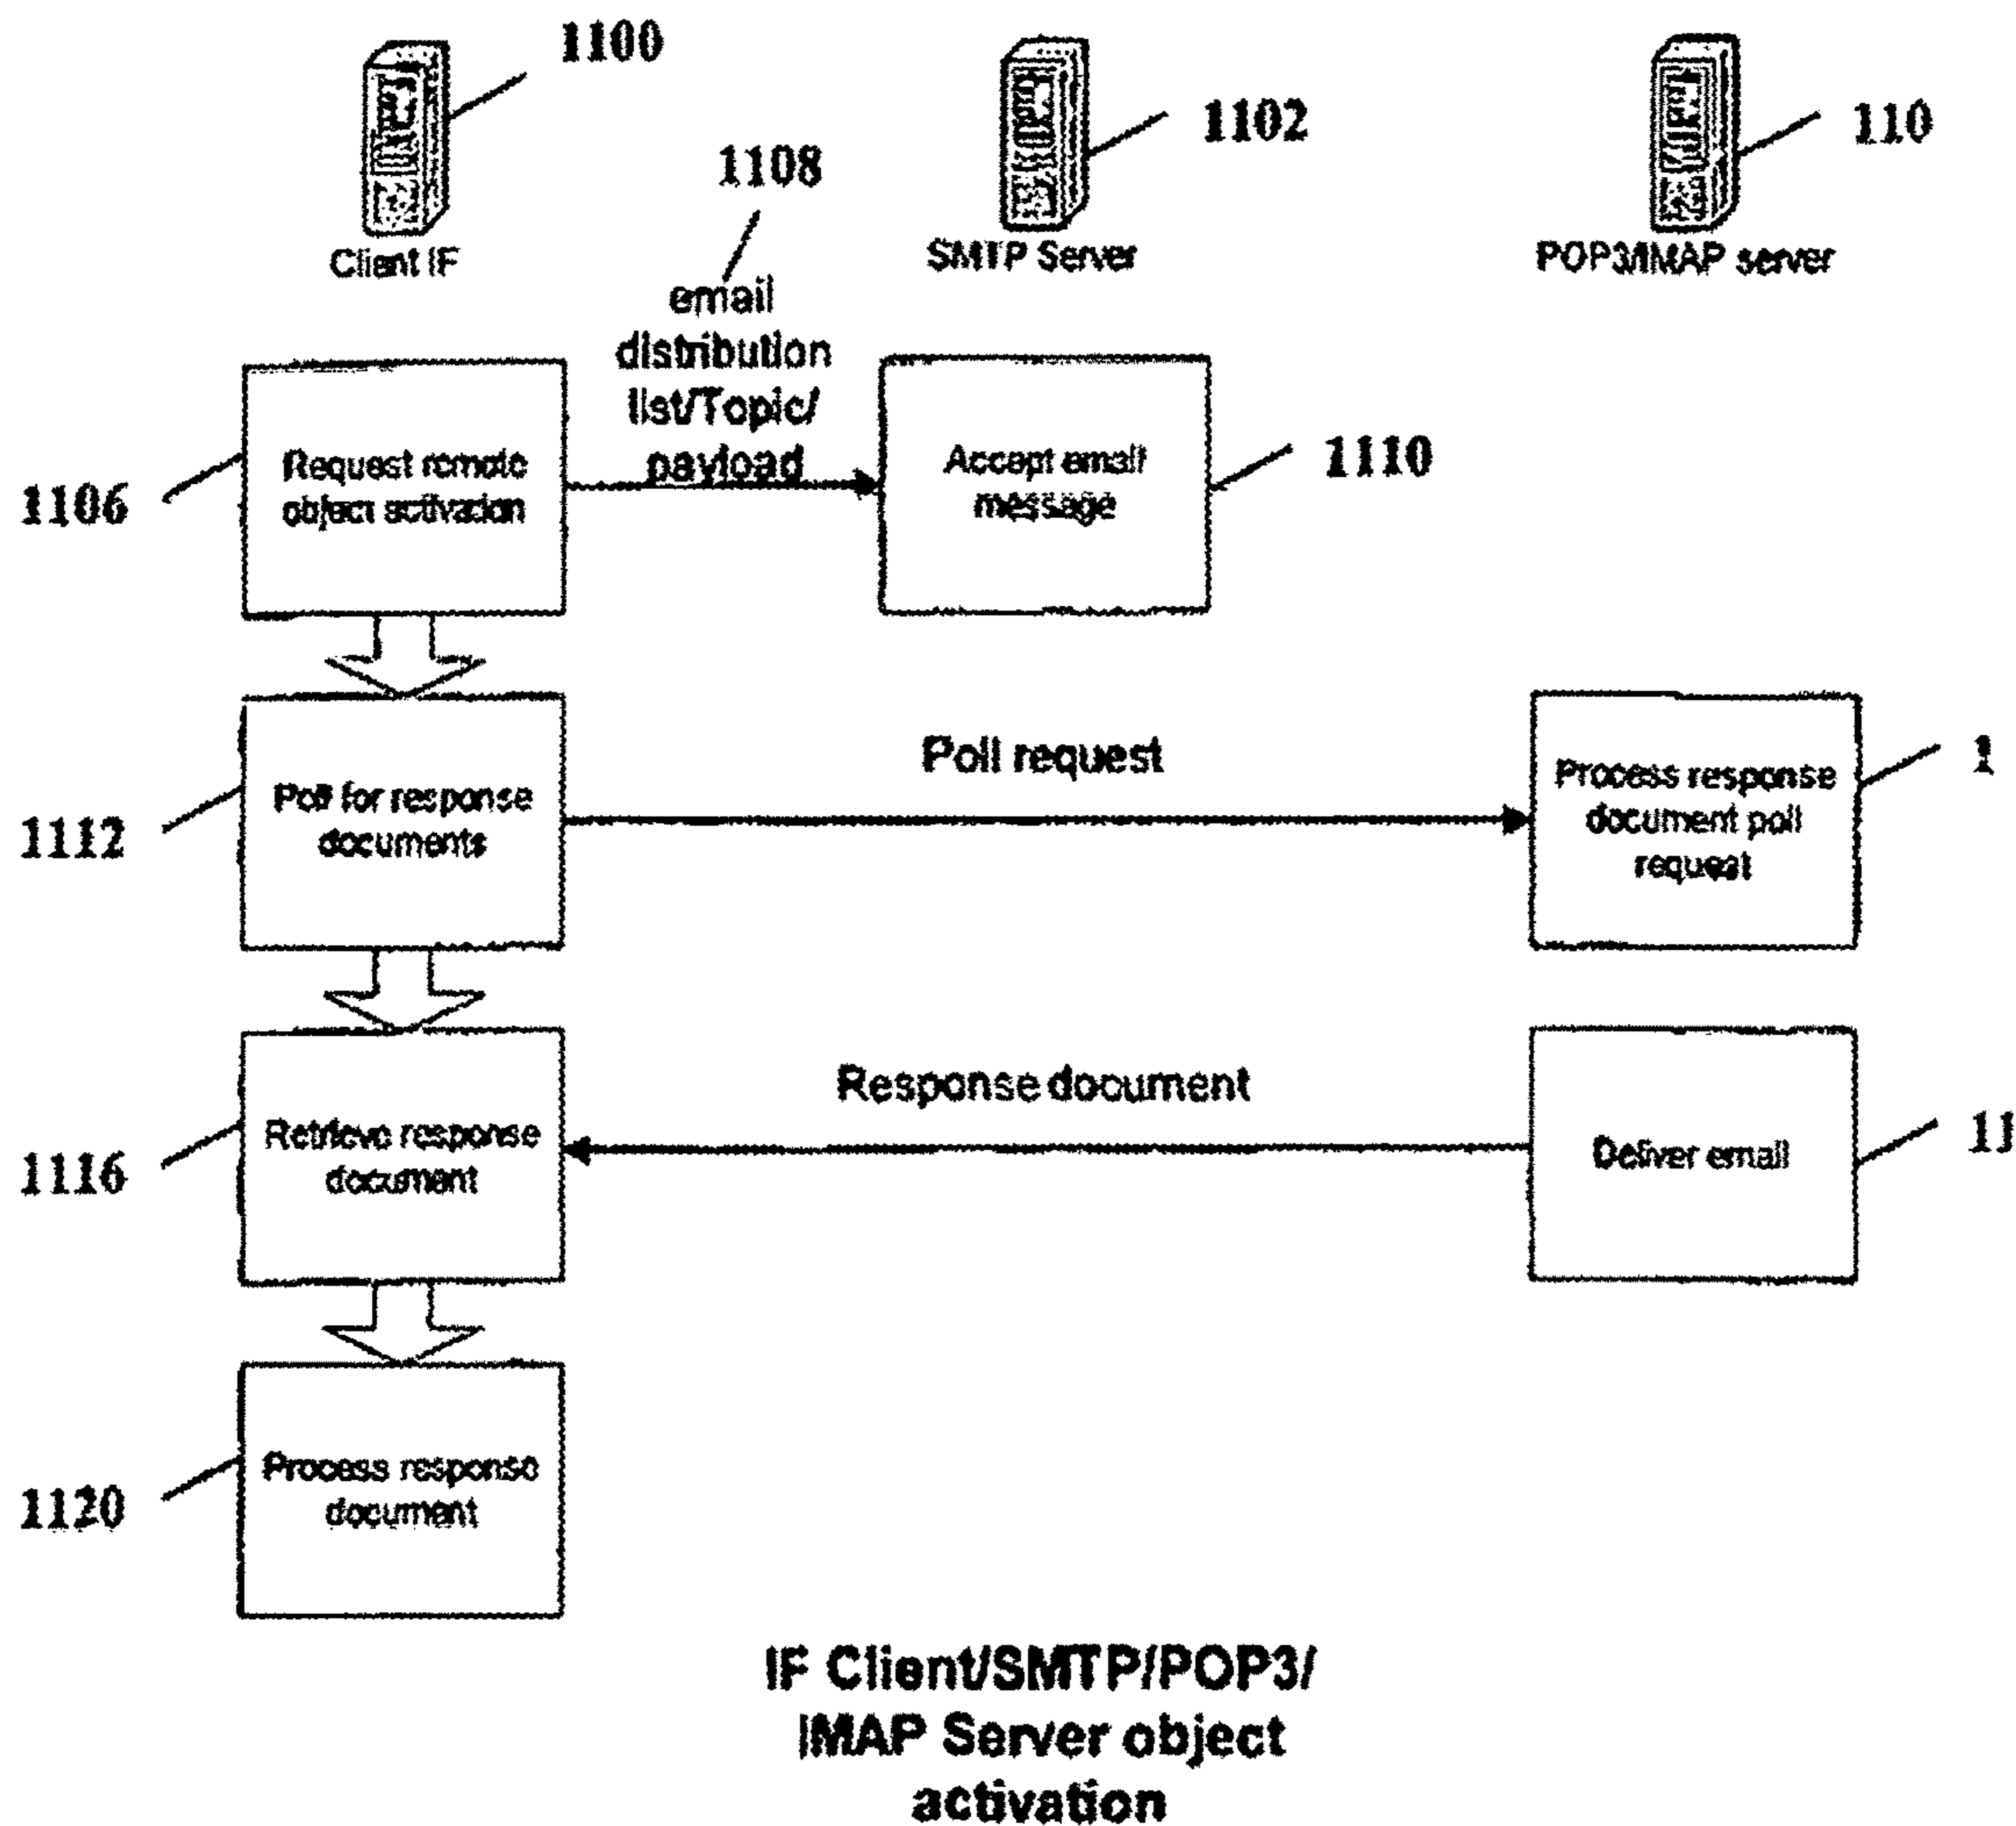 1100
1102
110
1108
Client IF
SMTP Server
POP3/IMAP server
email
distribution
list/Topic/
payload
Request remote
object activation
Accept email
message
1106
1110
Poll request
Poll for response
documents
Process response
document poll
request
1
1112
Response document
Retrieve response
document
Deliver email
11
1116
Process response
document
1120
IF Client/SMTP/POP3/
IMAP Server object
activation